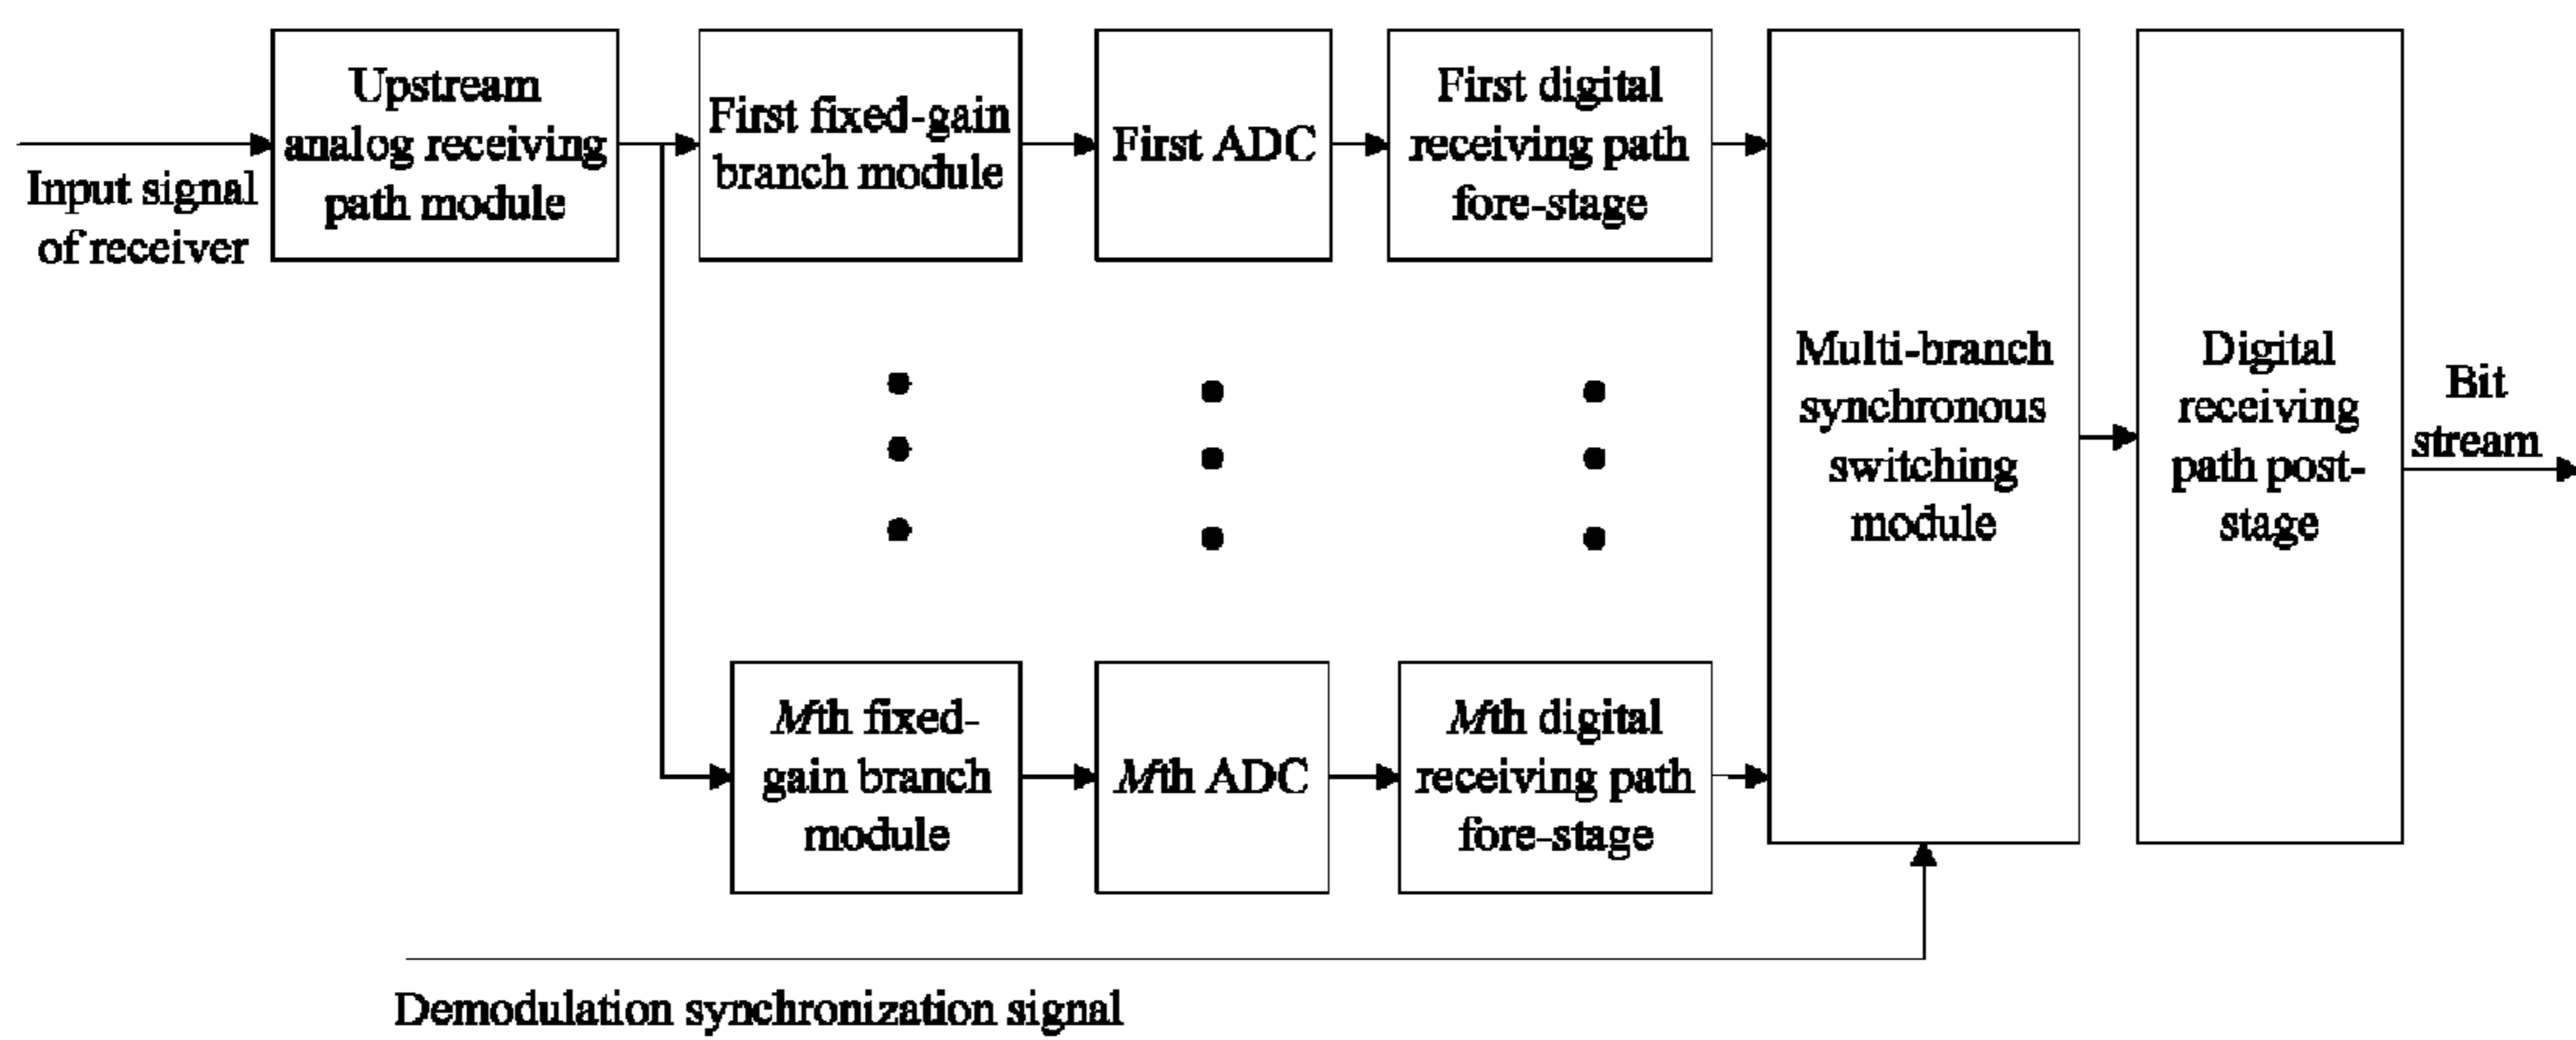 Input signal
of receiver
Upstream
analog receiving
path module
First fixed-gain
branch module
First ADC
First digital
receiving path
fore-stage
Mth fixed-
gain branch
module
Mth ADC
Mth digital
receiving path
fore-stage
Multi-branch
synchronous
switching
module
Digital
receiving
path post-
stage
Bit
stream
Demodulation synchronization signal